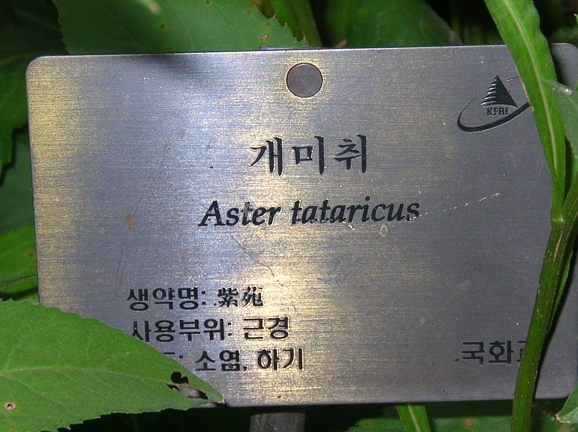 KFRI
개미취
Aster tataricus
생약명: 紫苑
사용부위: 근경
소염, 하기
국화